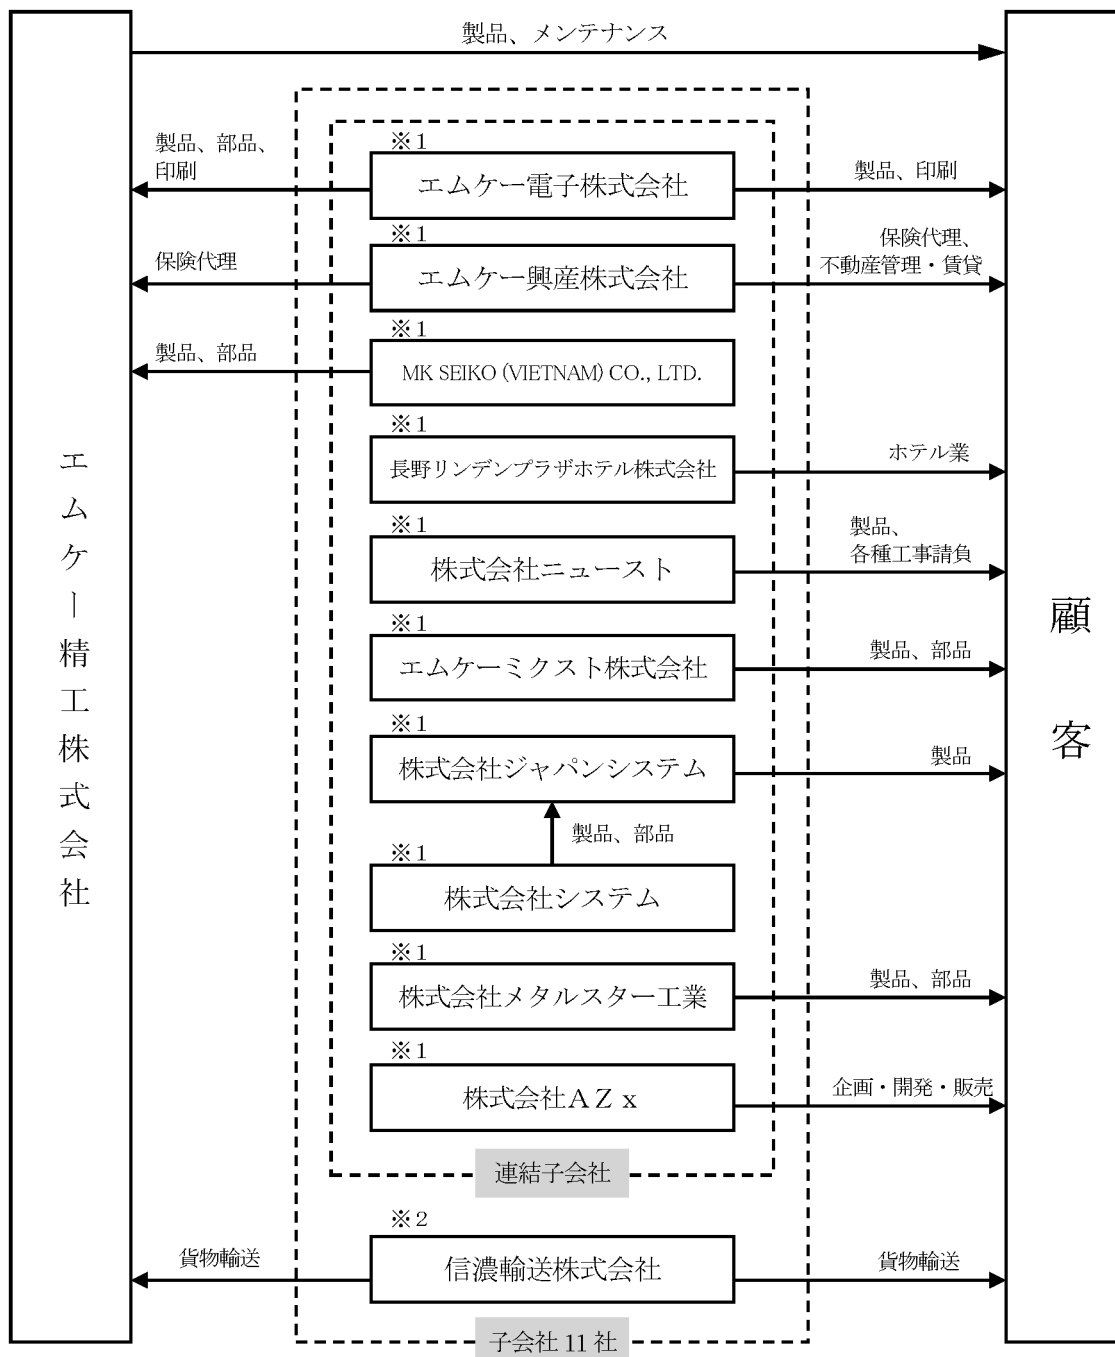 製品、メンテナンス
エムケー精工株式会社
顧客
※1
エムケー電子株式会社
製品、部品、
印刷
製品、印刷
※1
エムケー興産株式会社
保険代理
保険代理、
不動産管理・賃貸
※1
MK SEIKO (VIETNAM) CO., LTD.
製品、部品
※1
長野リンデンプラザホテル株式会社
ホテル業
※1
株式会社ニュースト
製品、
各種工事請負
※1
エムケーミクスト株式会社
製品、部品
※1
株式会社ジャパンシステム
製品
製品、部品
※1
株式会社システム
※1
株式会社メタルスター工業
製品、部品
※1
株式会社AZx
企画・開発・販売
連結子会社
※2
信濃輸送株式会社
貨物輸送
貨物輸送
子会社 11 社